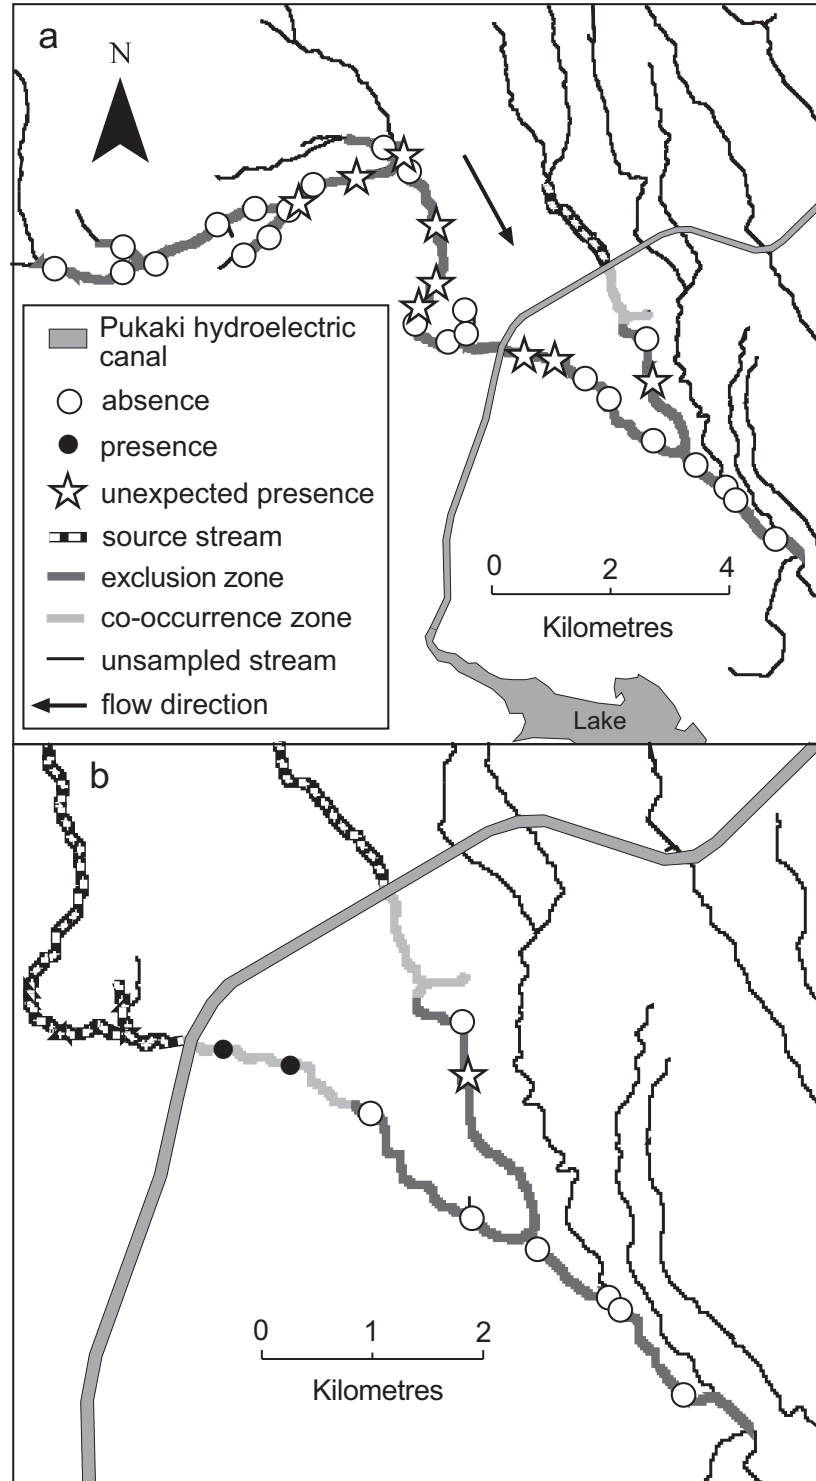 a
N
Pukaki hydroelectric
canal
absence
presence
unexpected presence
source stream
exclusion zone
co-occurrence zone
unsampled stream
flow direction
0 2 4
Kilometres
Lake
b
0 1 2
Kilometres